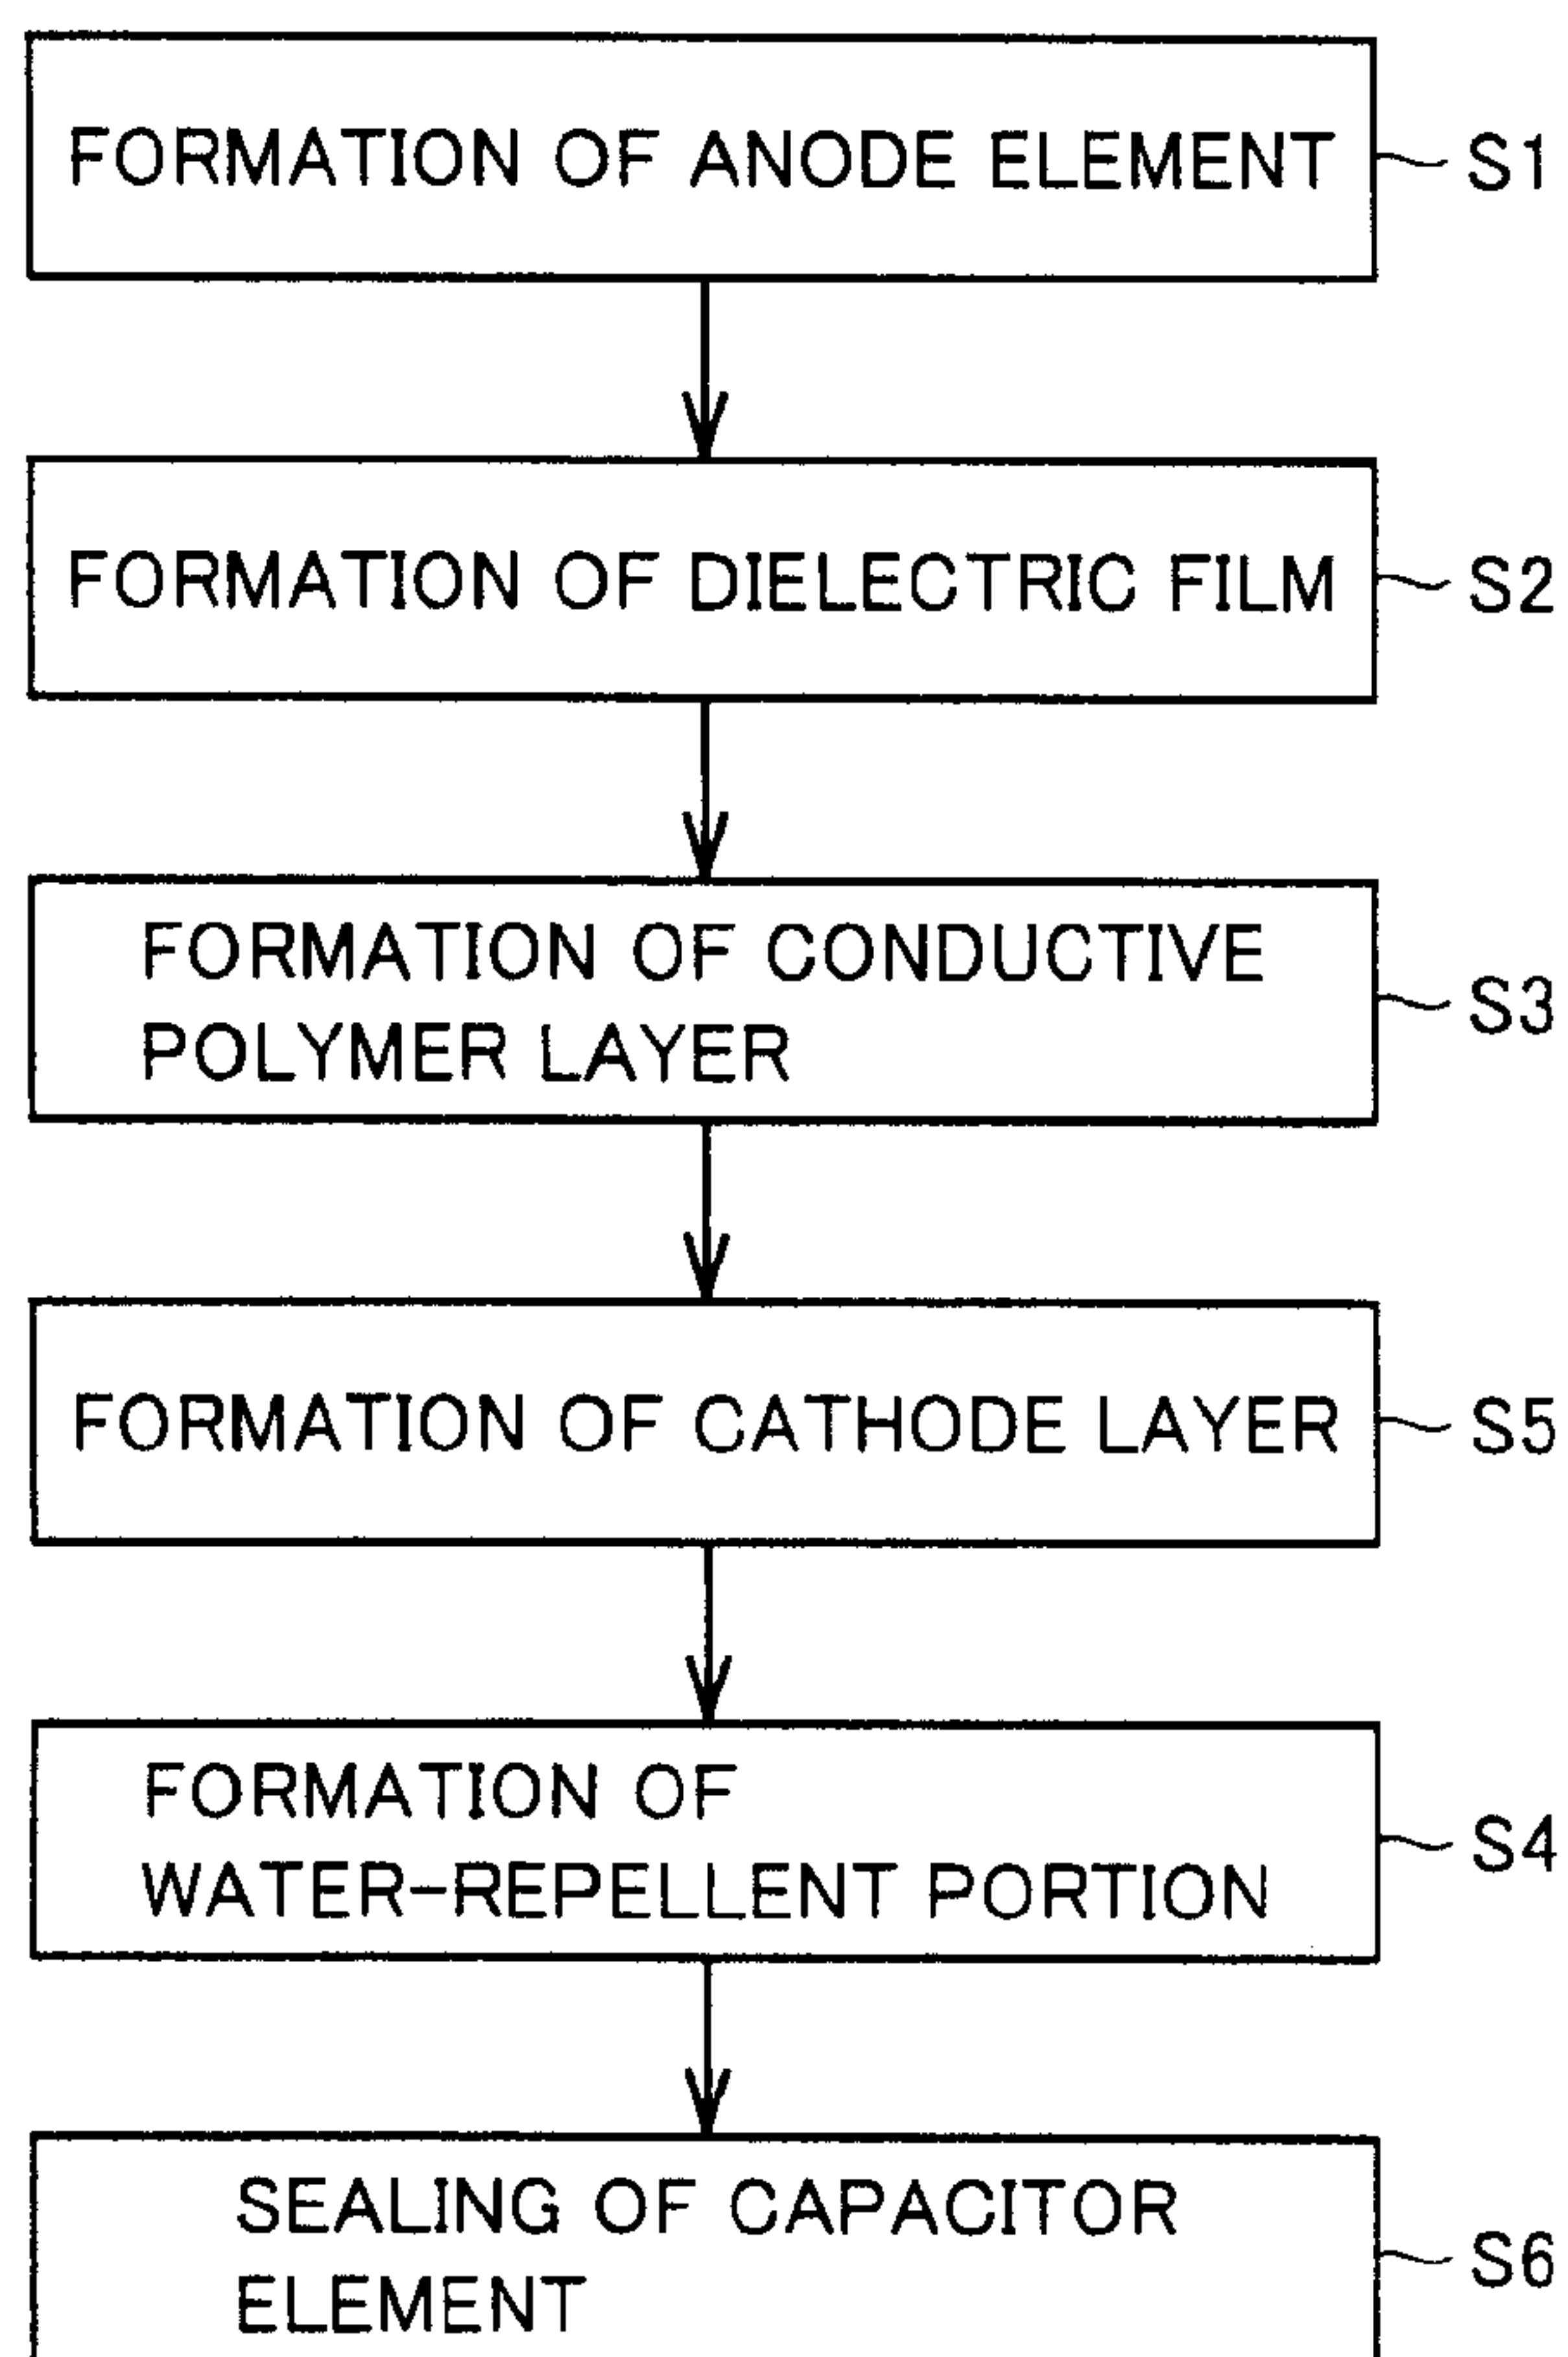 FORMATION OF ANODE ELEMENT
S1
FORMATION OF DIELECTRIC FILM
S2
FORMATION OF CONDUCTIVE
POLYMER LAYER
S3
FORMATION OF CATHODE LAYER
S5
FORMATION OF
WATER-REPELLENT PORTION
S4
SEALING OF CAPACITOR
ELEMENT
S6